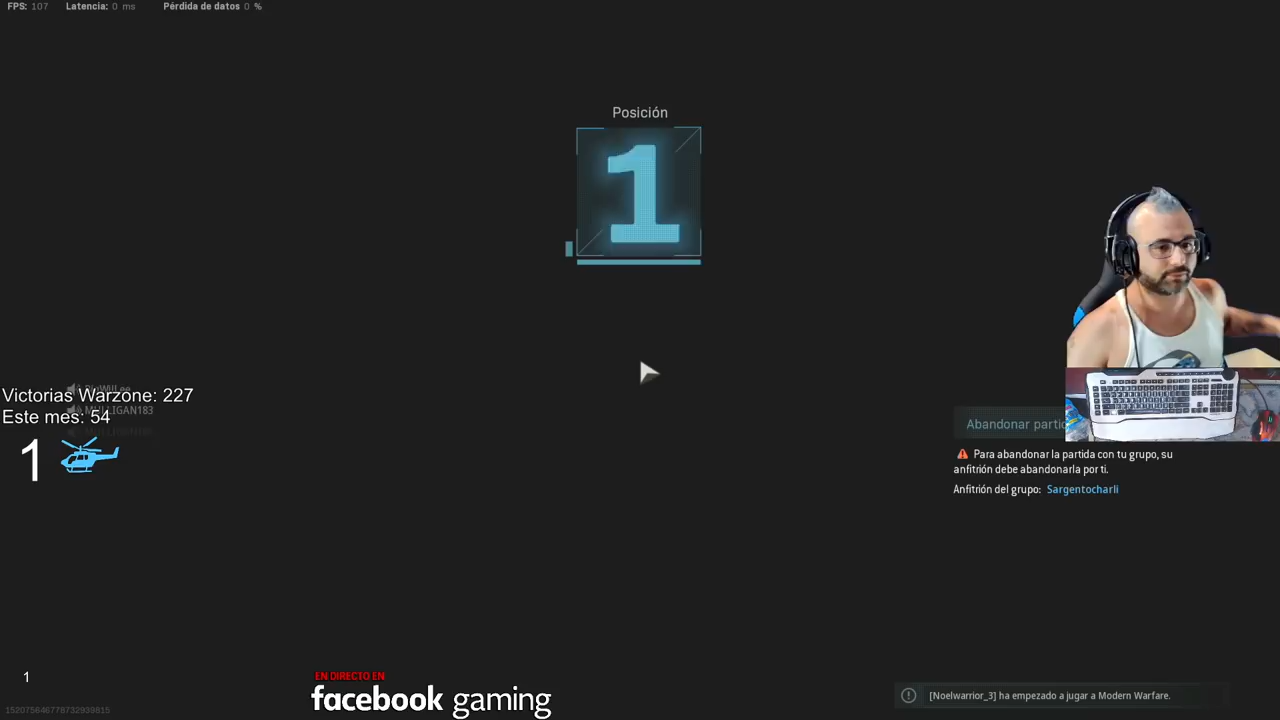 FPS: 107 Latencia: 0 ms Pérdida de datos 0 %
Posición
1
Victorias Warzone: 227
MULLIGAN183
Este mes: 54
1
Abandonar partid
Para abandonar la partida con tu grupo, su
anfitrión debe abandonarla por ti.
Anfitrión del grupo: Sargentocharli
1
EN DIRECTO EN
facebook gaming
[Noelwarrior_3] ha empezado a jugar a Modern Warfare.